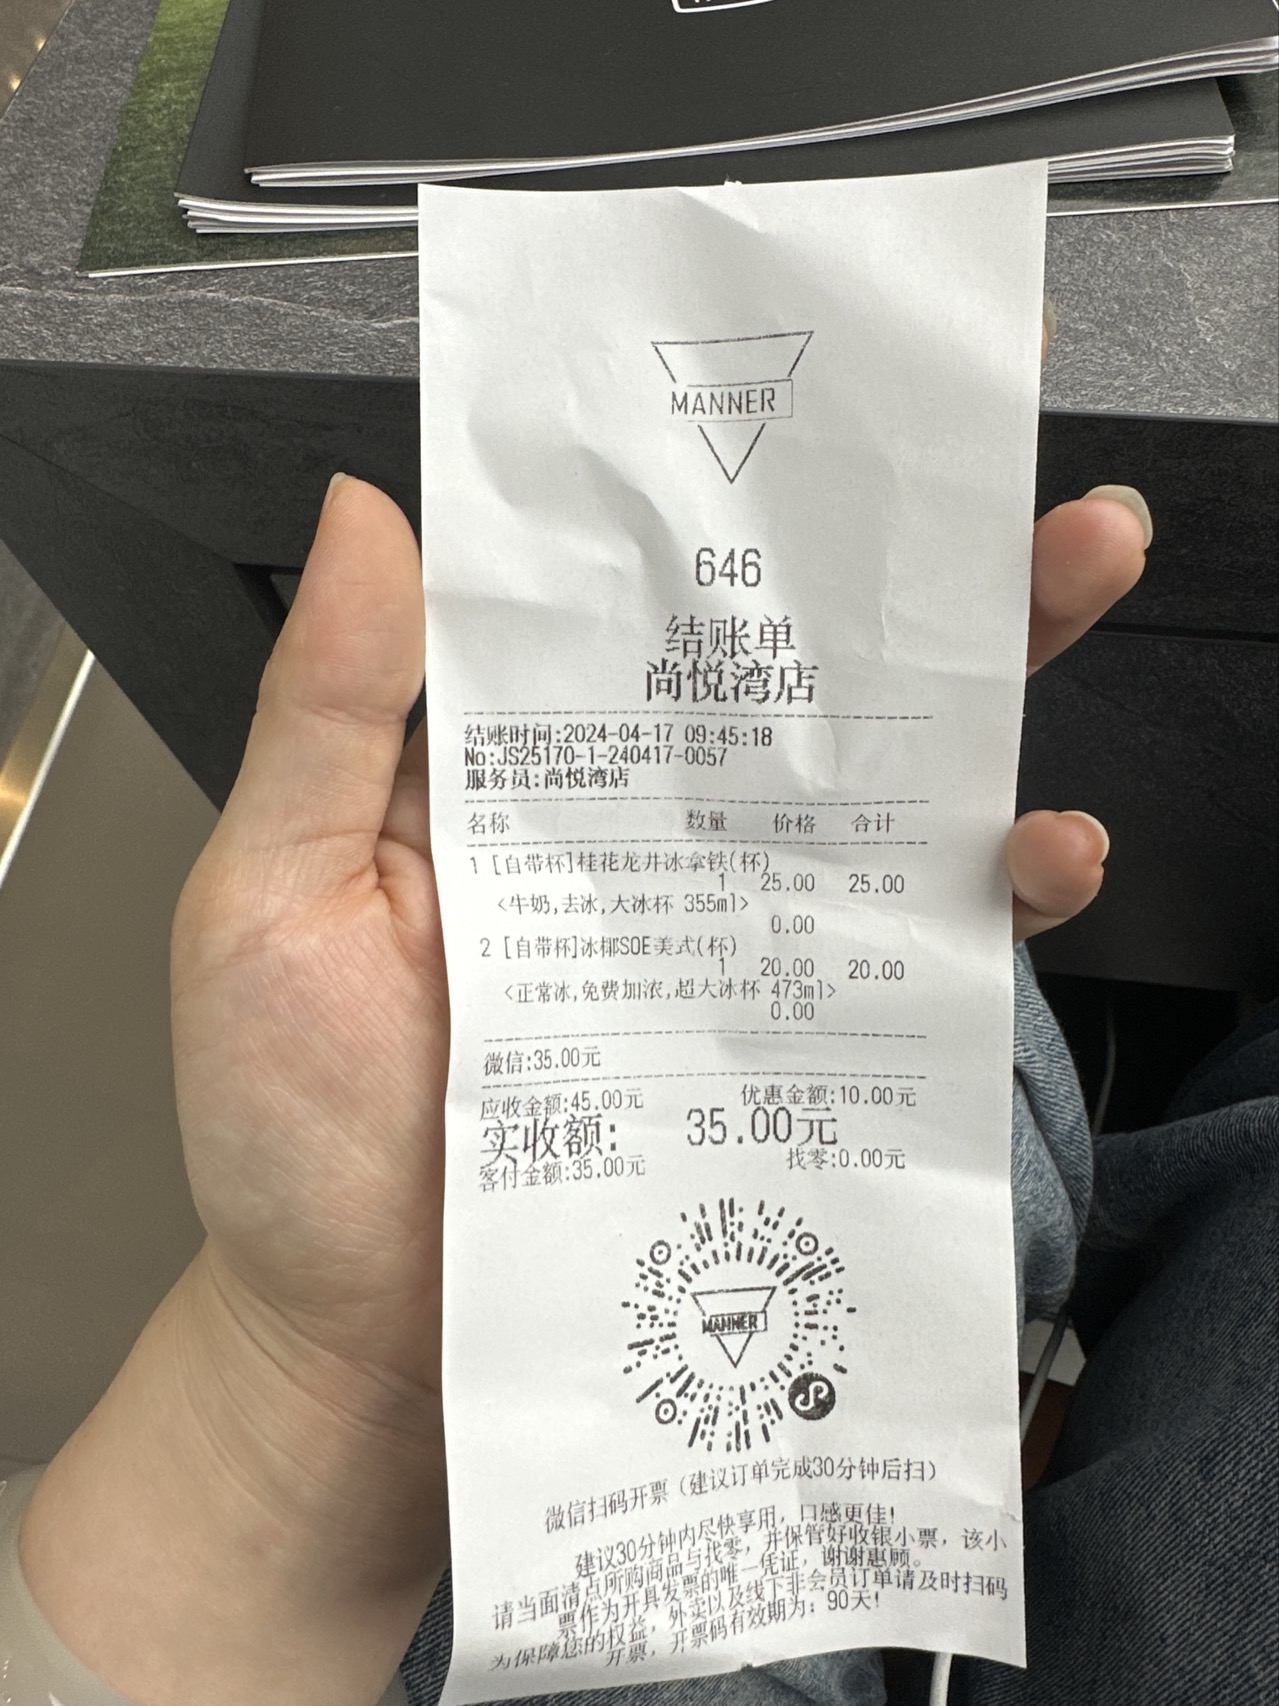 MANNER
646
结账单
尚悦湾店
结账时间:2024-04-17 09:45:18
No:JS25170-1-240417-0057
服务员:尚悦湾店
名称 数量 价格 合计
1 [自带杯]桂花龙井冰拿铁(杯)
1 25.00 25.00
<牛奶,去冰,大冰杯 355ml>
0.00
2 [自带杯]冰椰SOE美式(杯)
1 20.00 20.00
<正常冰,免费加浓,超大冰杯 473ml>
0.00
微信:35.00元
应收金额:45.00元 优惠金额:10.00元
实收额: 35.00元
客付金额:35.00元 找零:0.00元
MANNER
微信扫码开票（建议订单完成30分钟后扫）
建议30分钟内尽快享用，口感更佳!
请当面清点所购商品与找零，并保管好收银小票，该小
票作为开具发票的唯一凭证，谢谢惠顾。
为保障您的权益，外卖以及线下非会员订单请及时扫码
开票，开票码有效期为：90天!